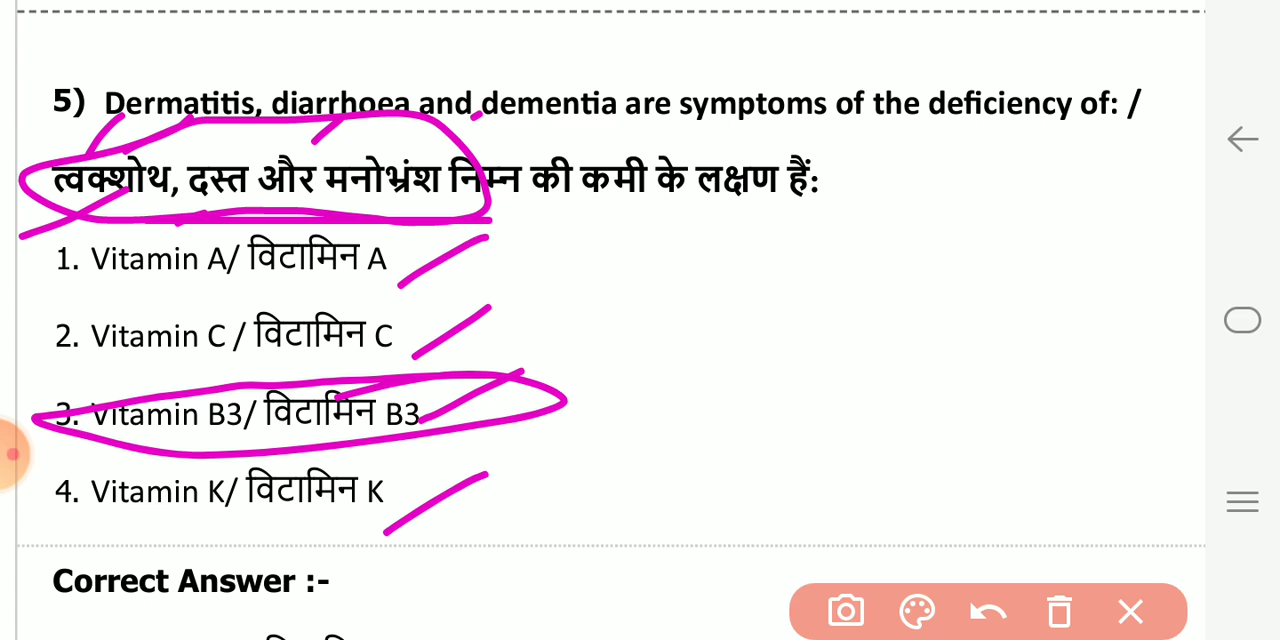 5) Dermatitis, diarrhoea and dementia are symptoms of the deficiency of: /
त्वक्शोथ, दस्त और मनोभ्रंश निम्न की कमी के लक्षण हैं:
1. Vitamin A/ विटामिन A
2. Vitamin C / विटामिन C
3. Vitamin B3/ विटामिन B3
4. Vitamin K/ विटामिन K
Correct Answer :-